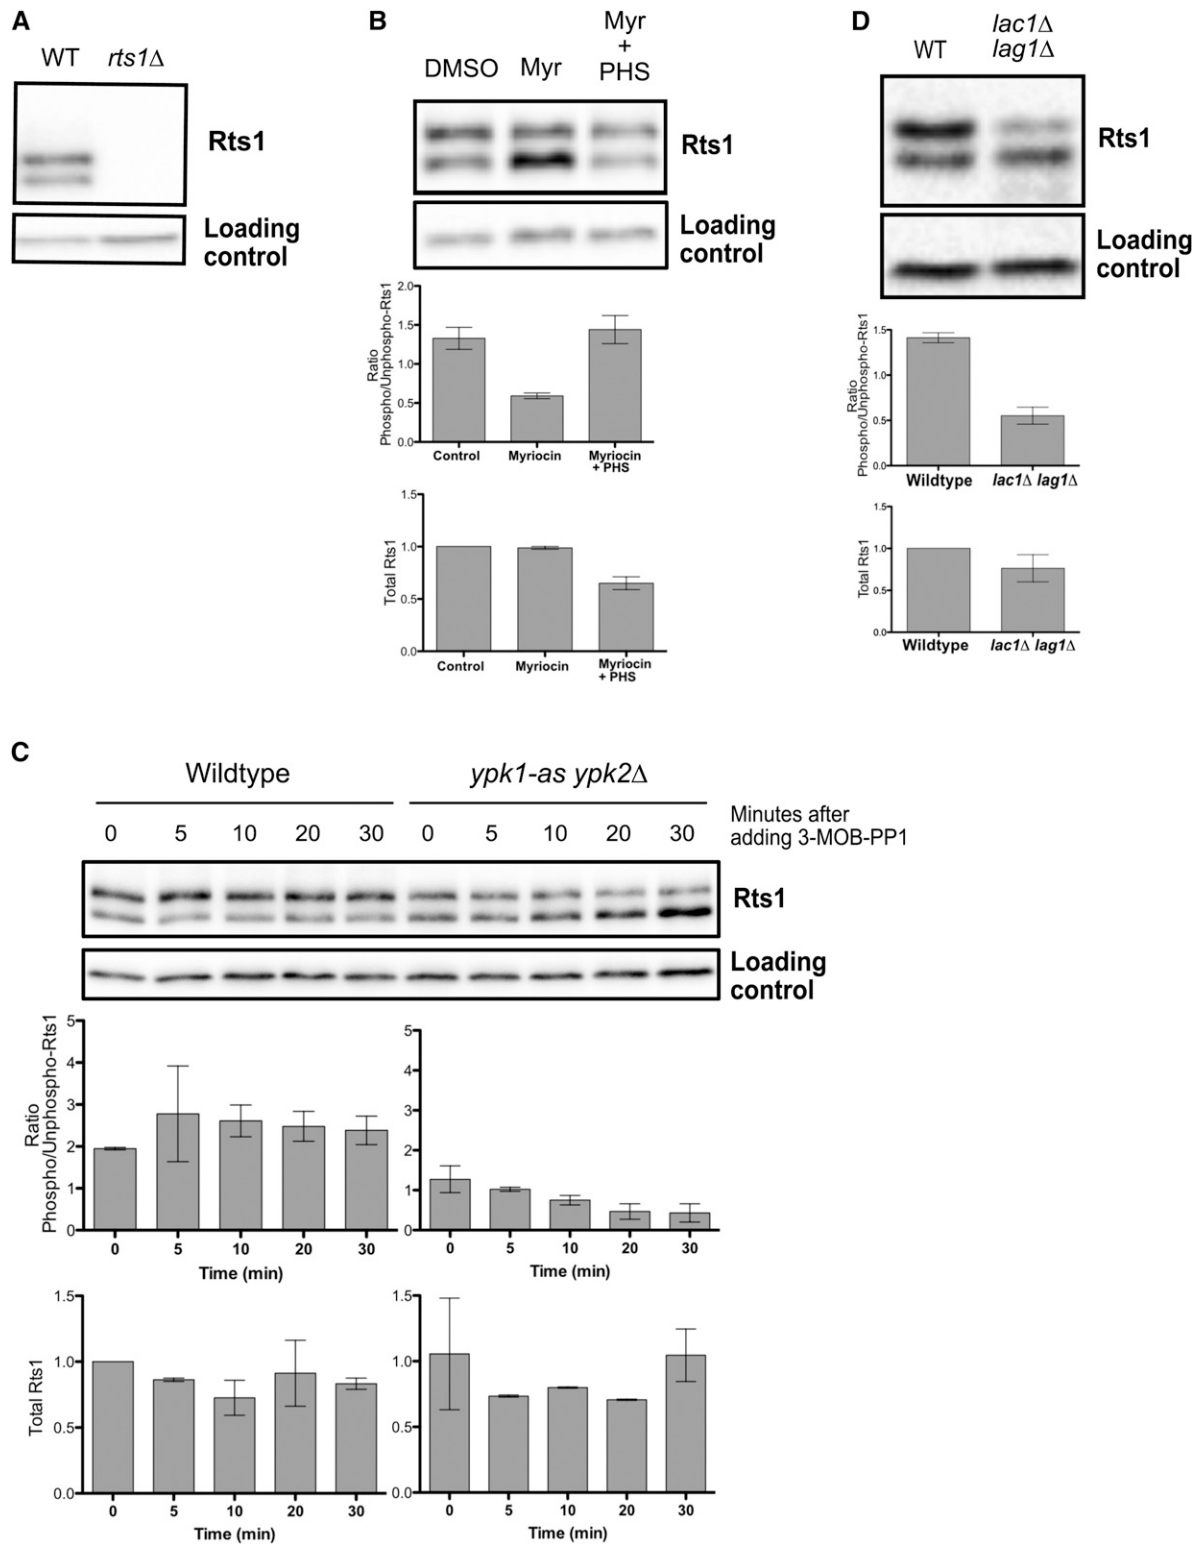 A
WT rts1Δ
Rts1
Loading
control
B
DMSO Myr Myr
+
PHS
Rts1
Loading
control
Ratio
Phospho/Unphospho-Rts1
2.0
1.5
1.0
0.5
0.0
Control Myriocin Myriocin
+ PHS
Total Rts1
1.5
1.0
0.5
0.0
Control Myriocin Myriocin
+ PHS
D
WT lac1Δ
lag1Δ
Rts1
Loading
control
Ratio
Phospho/Unphospho-Rts1
1.5
1.0
0.5
0.0
Wildtype lac1Δ lag1Δ
Total Rts1
1.5
1.0
0.5
0.0
Wildtype lac1Δ lag1Δ
C
Wildtype ypk1-as ypk2Δ
0 5 10 20 30 0 5 10 20 30
Minutes after
adding 3-MOB-PP1
Rts1
Loading
control
Ratio
Phospho/Unphospho-Rts1
5
4
3
2
1
0
0 5 10 20 30
Time (min)
5
4
3
2
1
0
0 5 10 20 30
Time (min)
Total Rts1
1.5
1.0
0.5
0.0
0 5 10 20 30
Time (min)
1.5
1.0
0.5
0.0
0 5 10 20 30
Time (min)